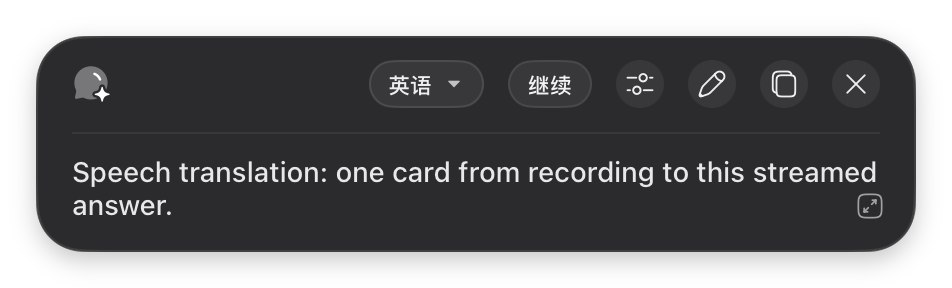 英语
继续
Speech translation: one card from recording to this streamed
answer.